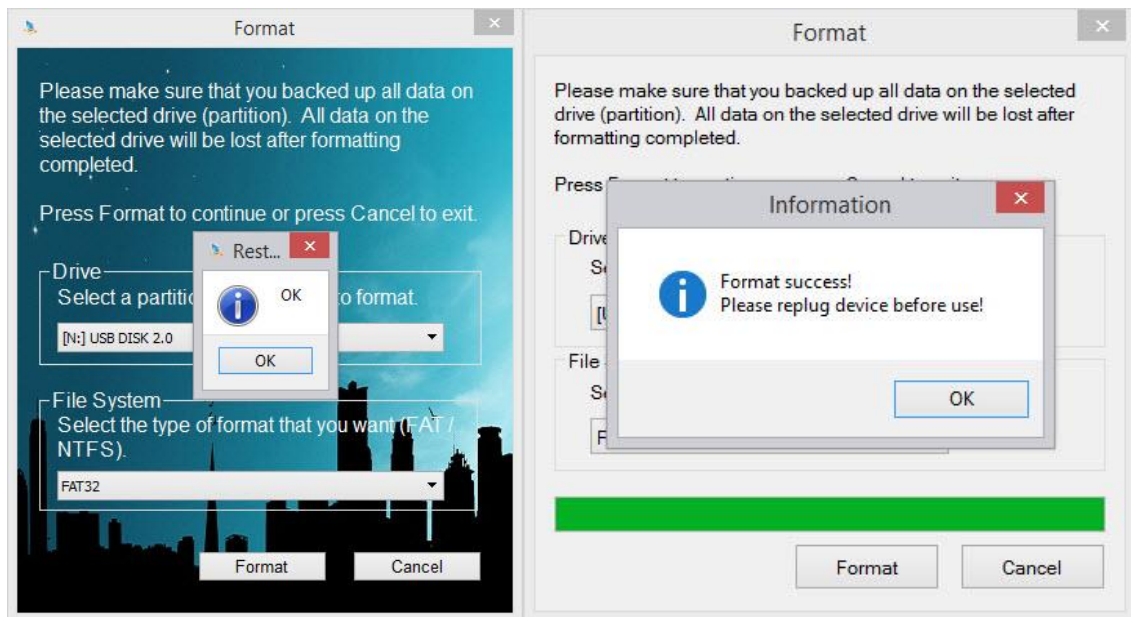 Format
Please make sure that you backed up all data on
the selected drive (partition). All data on the
selected drive will be lost after formatting
completed.
Press Format to continue or press Cancel to exit.
Rest...
OK
OK
Drive
Select a
to format.
[N:] USB DISK 2.0
File System
Select the type of format that you want (FAT /
NTFS).
FAT32
Format
Cancel
Format
Please make sure that you backed up all data on the selected
drive (partition). All data on the selected drive will be lost after
formatting completed.
Press
Information
Format success!
Please replug device before use!
OK
File
Format
Cancel